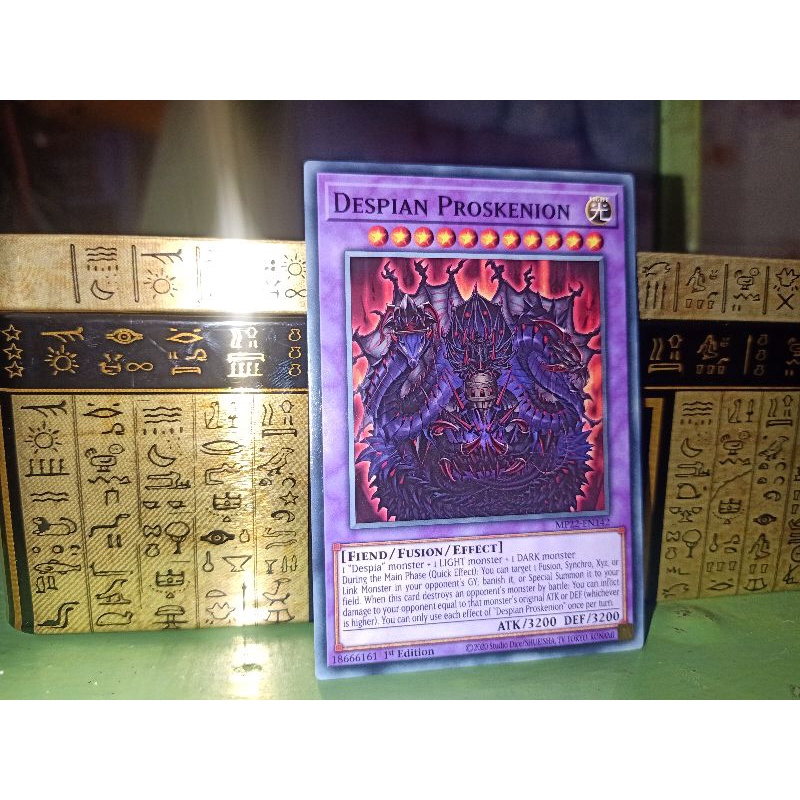 DESPIAN PROSKENION
LIGHT
光
MP22-EN142
[FIEND/FUSION/EFFECT]
1 "Despia" monster + 1 LIGHT monster + 1 DARK monster
During the Main Phase (Quick Effect): You can target 1 Fusion, Synchro, Xyz, or
Link Monster in your opponent's GY; banish it, or Special Summon it to your
field. When this card destroys an opponent's monster by battle: You can inflict
damage to your opponent equal to that monster's original ATK or DEF (whichever
is higher). You can only use each effect of "Despian Proskenion" once per turn.
ATK/3200 DEF/3200
18666161 1st Edition
©2020 Studio Dice/SHUEISHA, TV TOKYO, KONAMI